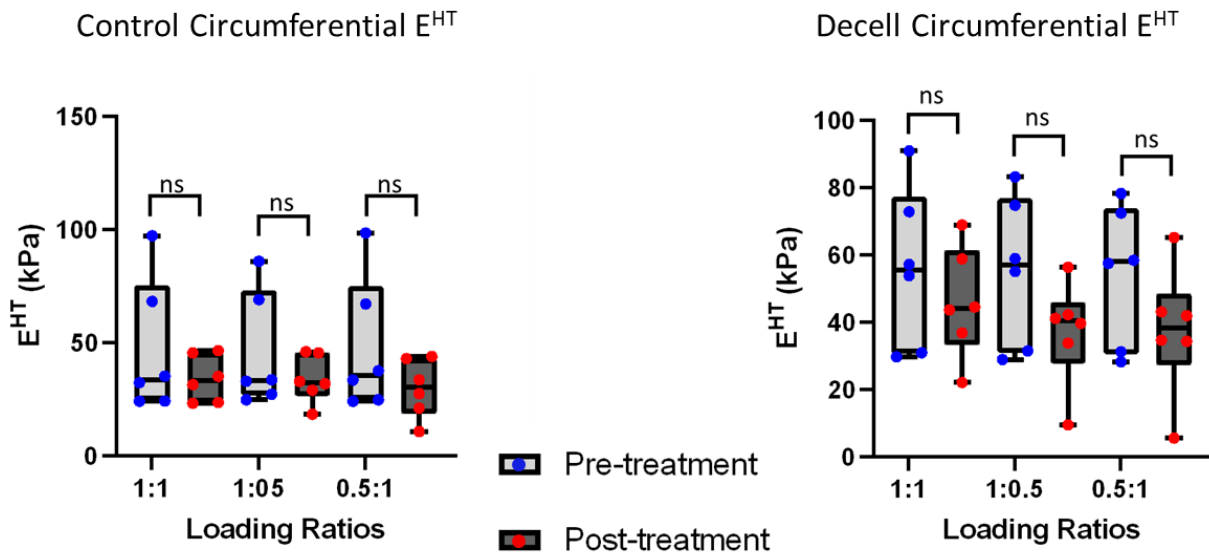 Control Circumferential E^HT
150
100
50
0
E^HT (kPa)
ns
ns
ns
1:1
1:05
0.5:1
Loading Ratios
Pre-treatment
Post-treatment
Decell Circumferential E^HT
100
80
60
40
20
0
E^HT (kPa)
ns
ns
ns
1:1
1:0.5
0.5:1
Loading Ratios